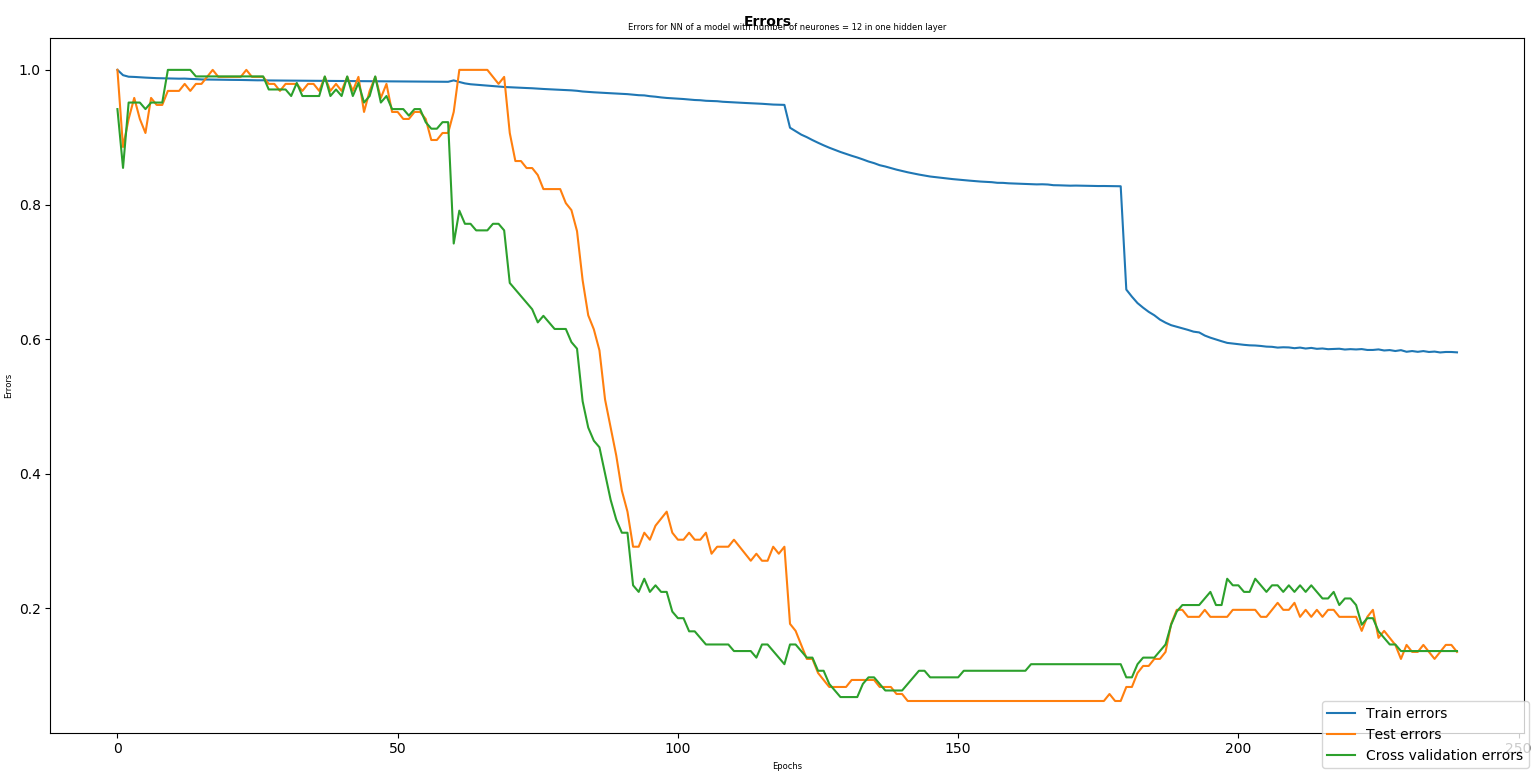 Errors
Errors for NN of a model with number of neurones = 12 in one hidden layer
1.0
0.8
0.6
0.4
0.2
Errors
0 50 100 150 200 250
Epochs
Train errors
Test errors
Cross validation errors